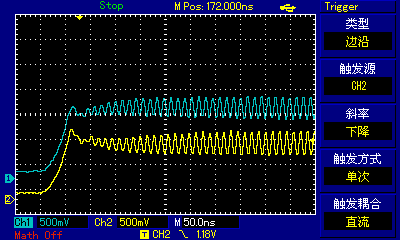 Stop M Pos: 172.000ns Trigger
类型
边沿
触发源
CH2
斜率
下降
触发方式
单次
触发耦合
直流
1
2
Ch1 500mV Ch2 500mV M 50.0ns
Math Off T CH2 1.18V